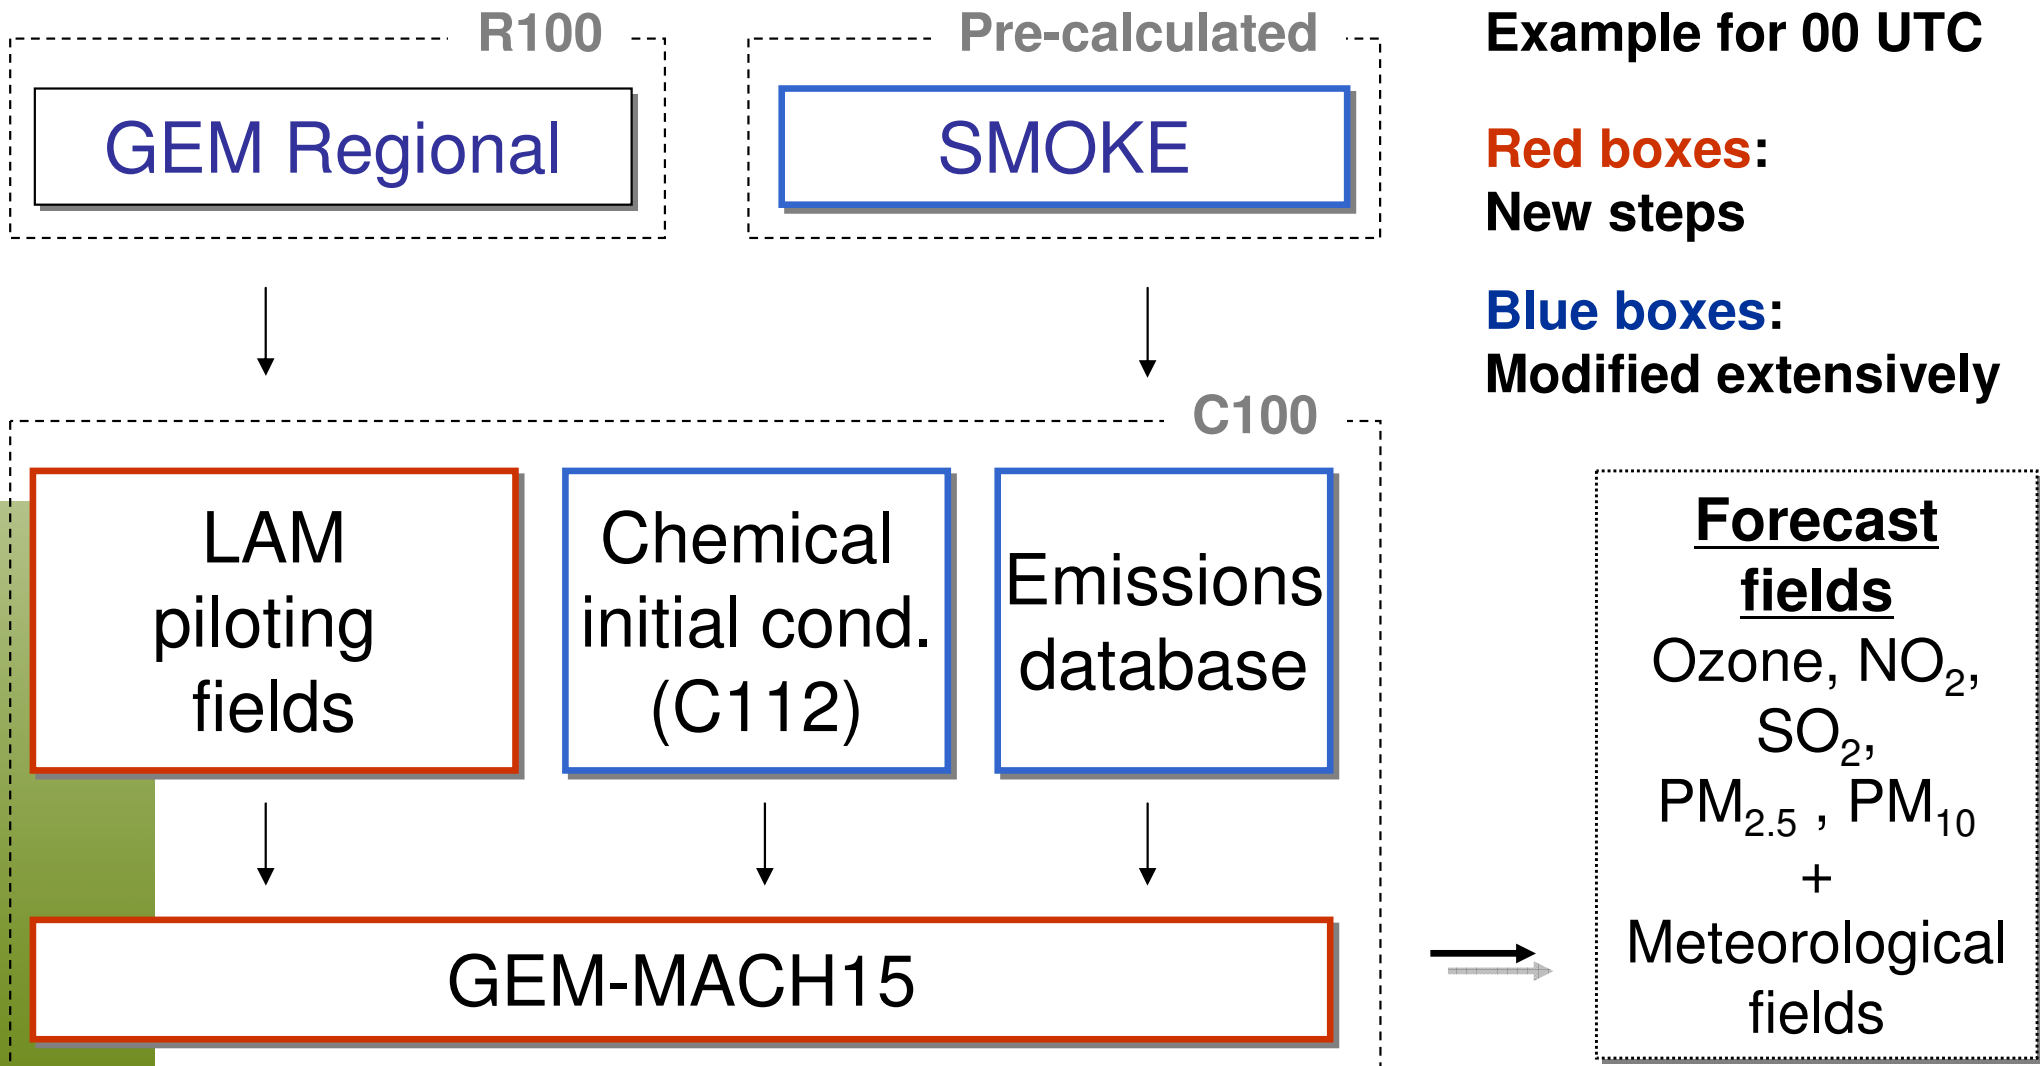 R100
GEM Regional
Pre-calculated
SMOKE
Example for 00 UTC
Red boxes:
New steps
Blue boxes:
Modified extensively
C100
LAM
piloting
fields
Chemical
initial cond.
(C112)
Emissions
database
GEM-MACH15
Forecast
fields
Ozone, NO₂,
SO₂,
PM₂.₅ , PM₁₀
+
Meteorological
fields